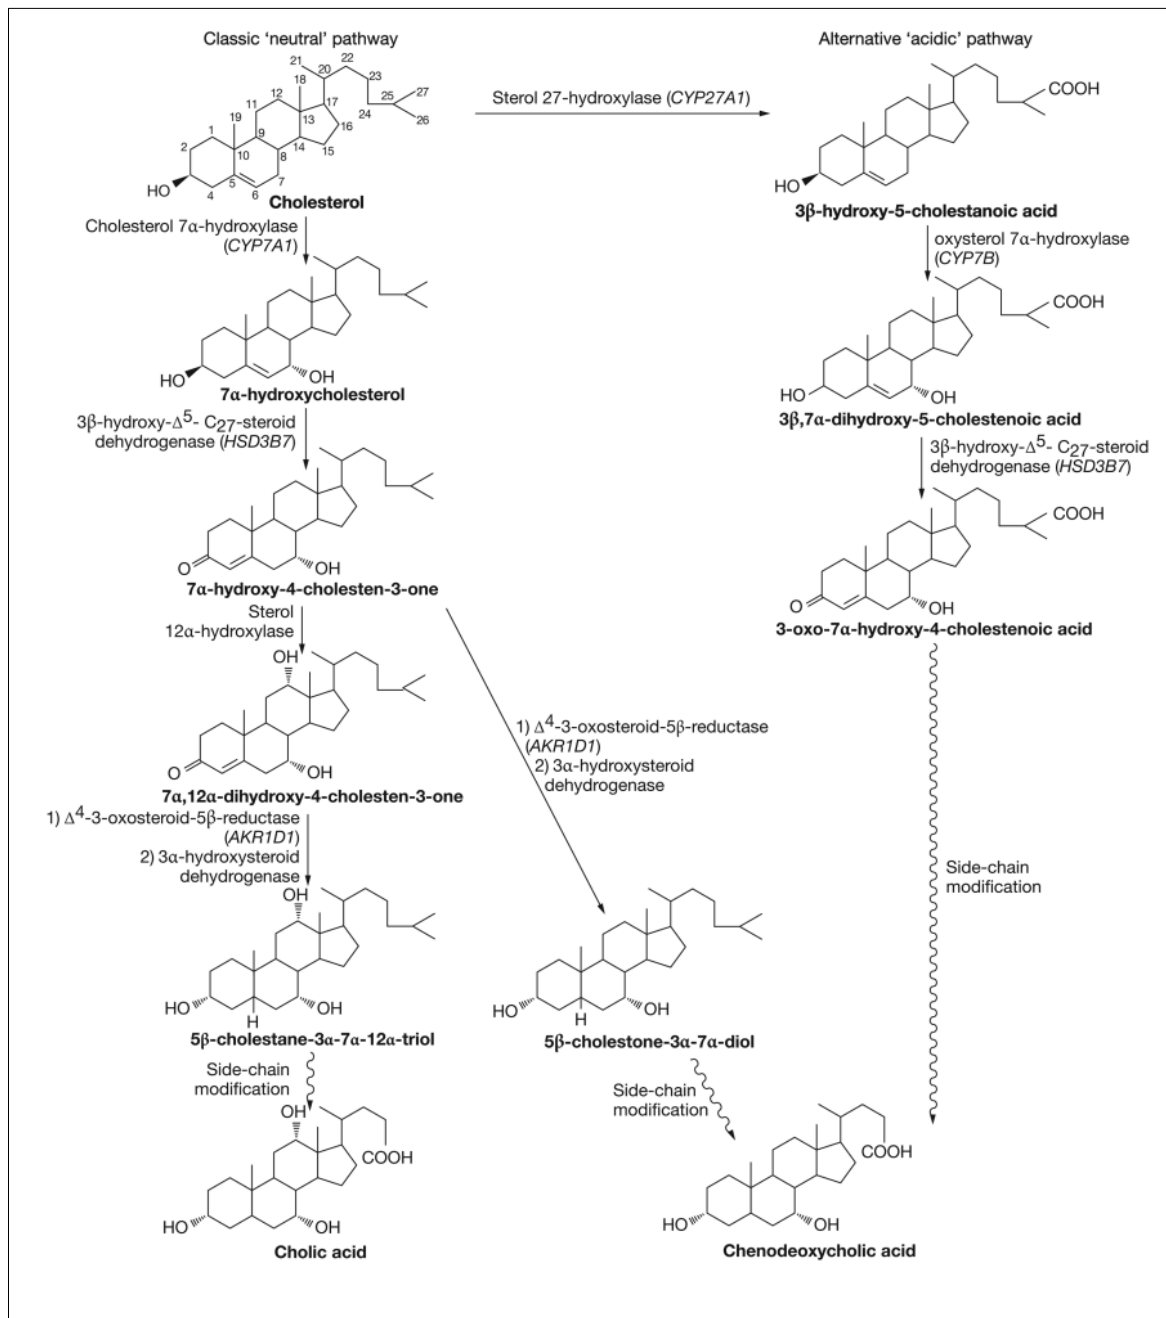 Classic ‘neutral’ pathway
Alternative ‘acidic’ pathway
21
20
22
18
23
12
11
17
25
27
24
26
19
13
16
1
9
14
15
2
10
8
5
7
4
6
HO
Cholesterol
Sterol 27-hydroxylase (CYP27A1)
COOH
HO
3β-hydroxy-5-cholestanoic acid
Cholesterol 7α-hydroxylase
(CYP7A1)
oxysterol 7α-hydroxylase
(CYP7B)
HO
OH
7α-hydroxycholesterol
COOH
HO
OH
3β,7α-dihydroxy-5-cholestenoic acid
3β-hydroxy-Δ5- C27-steroid
dehydrogenase (HSD3B7)
3β-hydroxy-Δ5- C27-steroid
dehydrogenase (HSD3B7)
O
OH
7α-hydroxy-4-cholesten-3-one
COOH
O
OH
3-oxo-7α-hydroxy-4-cholestenoic acid
Sterol
12α-hydroxylase
OH
O
OH
7α,12α-dihydroxy-4-cholesten-3-one
1) Δ4-3-oxosteroid-5β-reductase
(AKR1D1)
2) 3α-hydroxysteroid
dehydrogenase
1) Δ4-3-oxosteroid-5β-reductase
(AKR1D1)
2) 3α-hydroxysteroid
dehydrogenase
Side-chain
modification
OH
HO
H
OH
5β-cholestane-3α-7α-12α-triol
HO
H
OH
5β-cholestone-3α-7α-diol
Side-chain
modification
Side-chain
modification
OH
COOH
HO
OH
Cholic acid
COOH
HO
OH
Chenodeoxycholic acid